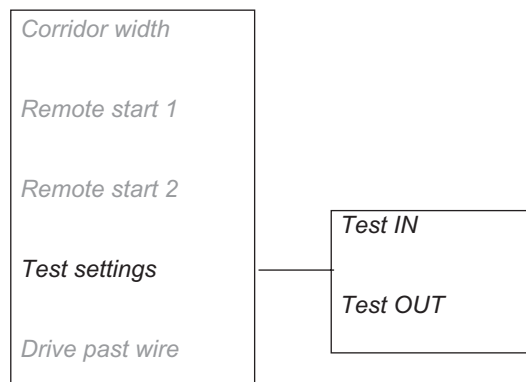 Corridor width
Remote start 1
Remote start 2
Test settings
Drive past wire
Test IN
Test OUT